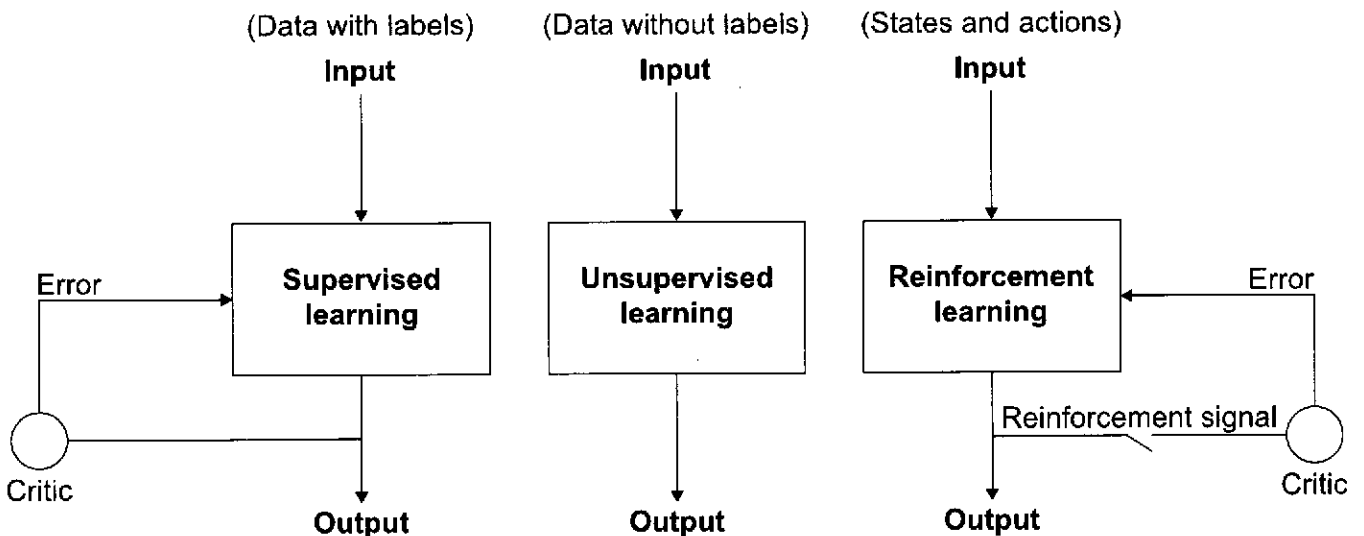 (Data with labels)
Input
Supervised
learning
Error
Critic
Output
(Data without labels)
Input
Unsupervised
learning
Output
(States and actions)
Input
Reinforcement
learning
Error
Reinforcement signal
Critic
Output